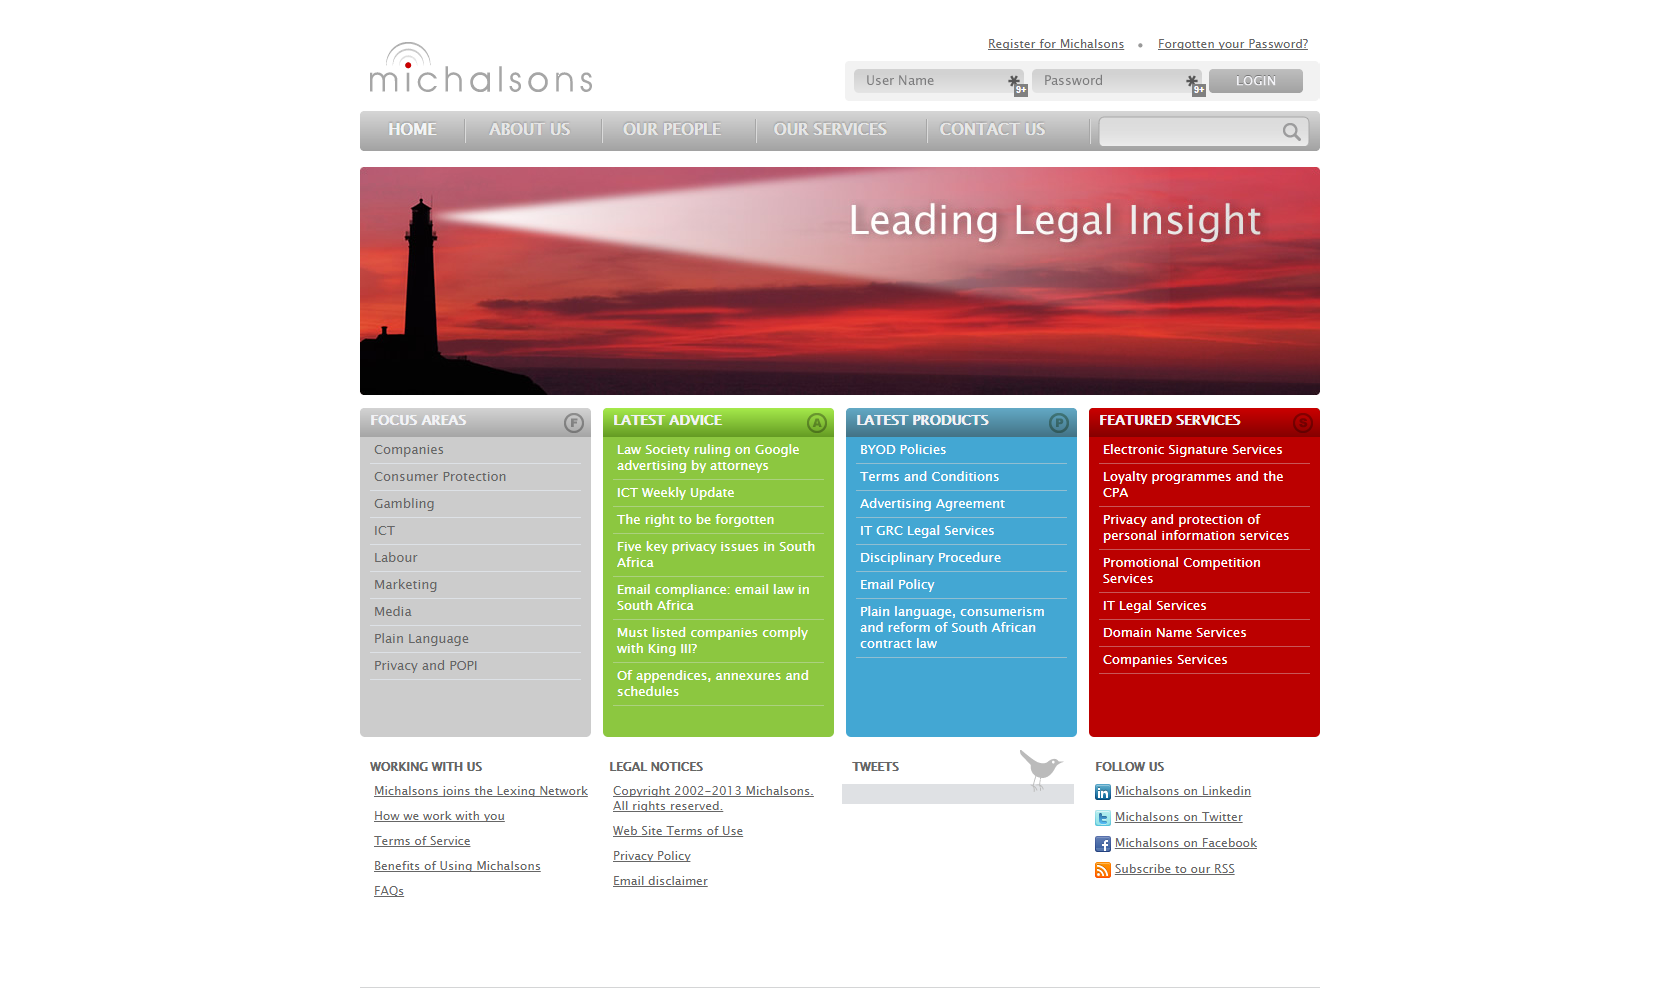 Register for Michalsons • Forgotten your Password?
michalsons
User Name 9+ Password 9+ LOGIN
HOME ABOUT US OUR PEOPLE OUR SERVICES CONTACT US
Leading Legal Insight
FOCUS AREAS F
Companies
Consumer Protection
Gambling
ICT
Labour
Marketing
Media
Plain Language
Privacy and POPI
LATEST ADVICE A
Law Society ruling on Google
advertising by attorneys
ICT Weekly Update
The right to be forgotten
Five key privacy issues in South
Africa
Email compliance: email law in
South Africa
Must listed companies comply
with King III?
Of appendices, annexures and
schedules
LATEST PRODUCTS P
BYOD Policies
Terms and Conditions
Advertising Agreement
IT GRC Legal Services
Disciplinary Procedure
Email Policy
Plain language, consumerism
and reform of South African
contract law
FEATURED SERVICES S
Electronic Signature Services
Loyalty programmes and the
CPA
Privacy and protection of
personal information services
Promotional Competition
Services
IT Legal Services
Domain Name Services
Companies Services
WORKING WITH US
Michalsons joins the Lexing Network
How we work with you
Terms of Service
Benefits of Using Michalsons
FAQs
LEGAL NOTICES
Copyright 2002-2013 Michalsons.
All rights reserved.
Web Site Terms of Use
Privacy Policy
Email disclaimer
TWEETS
FOLLOW US
in Michalsons on Linkedin
t Michalsons on Twitter
f Michalsons on Facebook
Subscribe to our RSS